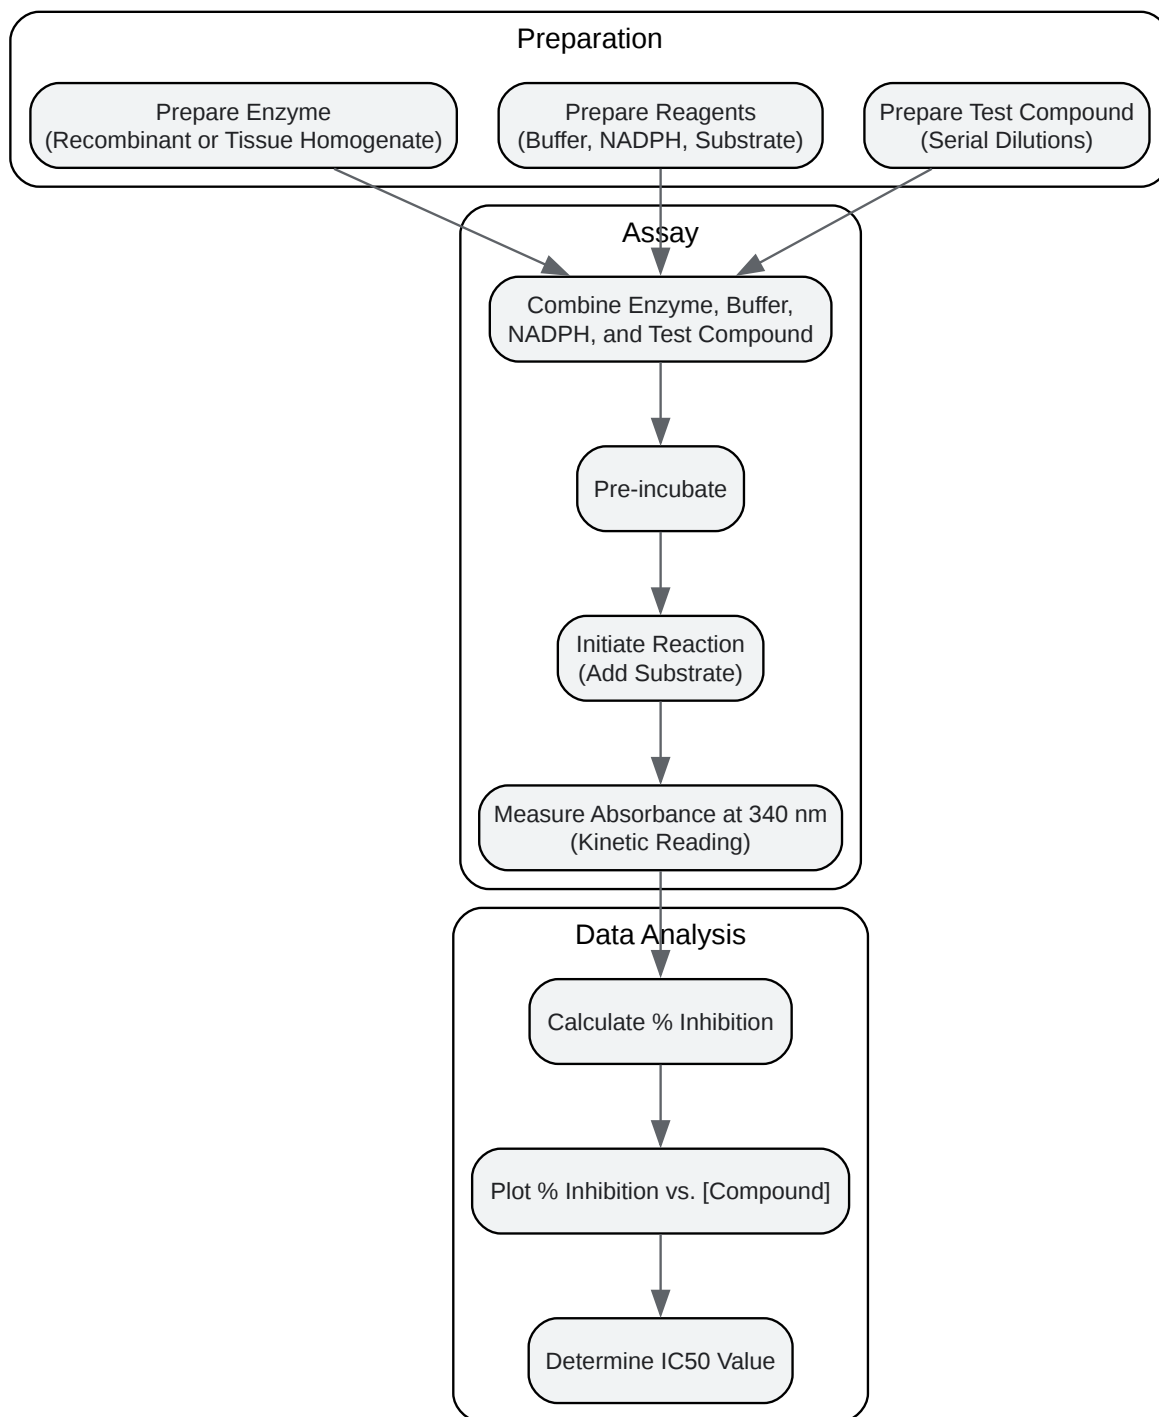 Preparation
Prepare Enzyme
(Recombinant or Tissue Homogenate)
Prepare Reagents
(Buffer, NADPH, Substrate)
Prepare Test Compound
(Serial Dilutions)
Assay
Combine Enzyme, Buffer,
NADPH, and Test Compound
Pre-incubate
Initiate Reaction
(Add Substrate)
Measure Absorbance at 340 nm
(Kinetic Reading)
Data Analysis
Calculate % Inhibition
Plot % Inhibition vs. [Compound]
Determine IC50 Value